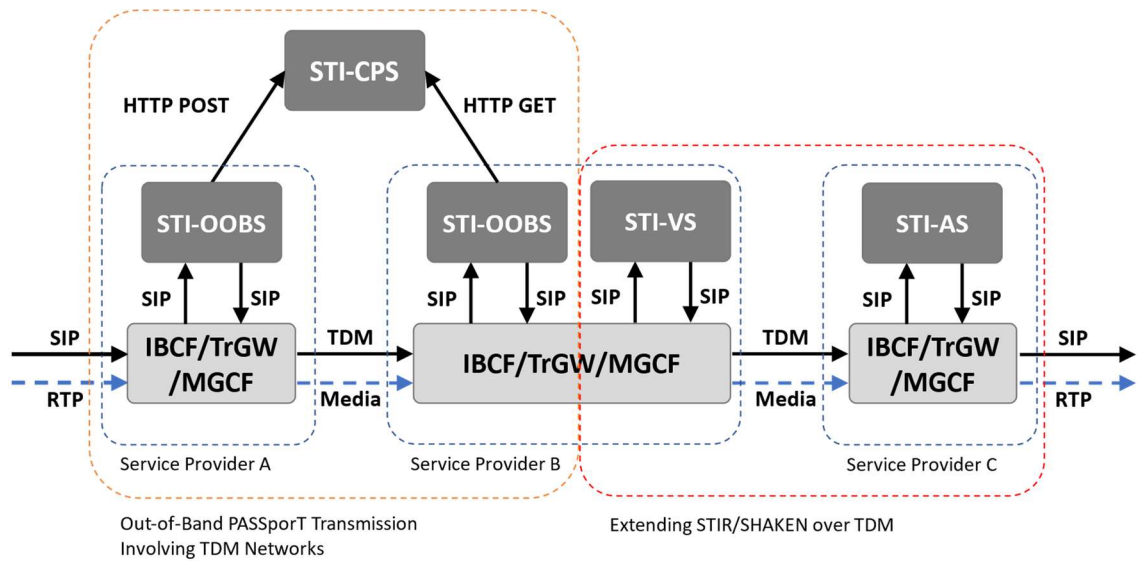 STI-CPS
HTTP POST
HTTP GET
STI-OOBS
STI-OOBS
STI-VS
STI-AS
SIP
SIP
SIP
SIP
SIP
SIP
SIP
SIP
SIP
IBCF/TrGW
/MGCF
TDM
IBCF/TrGW/MGCF
TDM
IBCF/TrGW
/MGCF
SIP
RTP
Media
Media
RTP
Service Provider A
Service Provider B
Service Provider C
Out-of-Band PASSporT Transmission
Involving TDM Networks
Extending STIR/SHAKEN over TDM